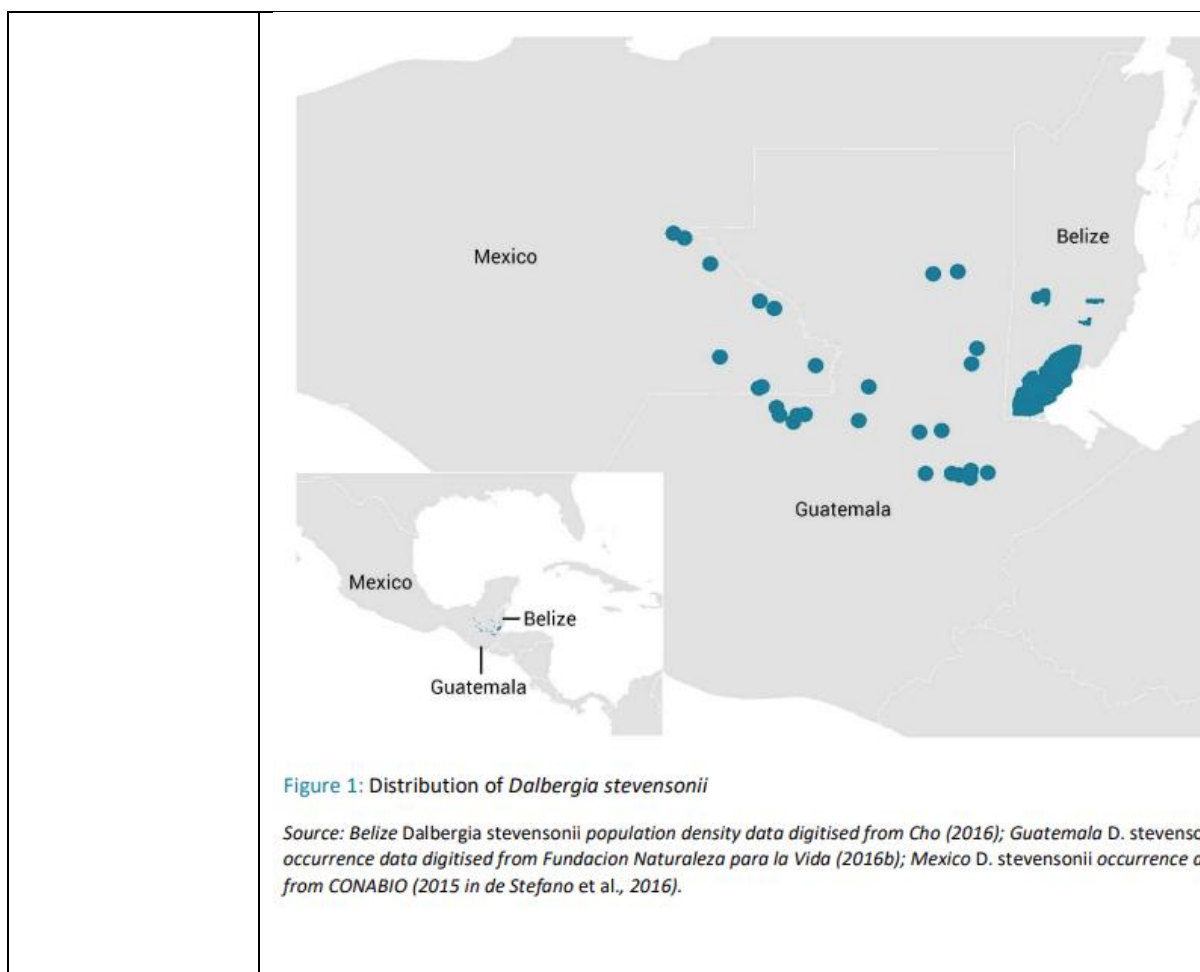 Mexico
Belize
Guatemala
Mexico
Belize
Guatemala
Figure 1: Distribution of Dalbergia stevensonii
Source: Belize Dalbergia stevensonii population density data digitised from Cho (2016); Guatemala D.
occurrence data digitised from Fundacion Naturaleza para la Vida (2016b); Mexico D. stevensonii occurrence
from CONABIO (2015 in de Stefano et al., 2016).